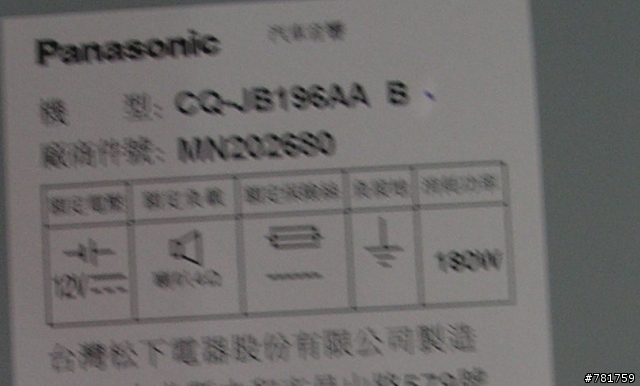 Panasonic 汽車音響
機 型: CQ-JB196AA B
廠商件號: MN202680
額定電壓 額定負載 額定保險絲 負接地 消耗功率
12V 喇叭4Ω 180W
台灣松下電器股份有限公司製造
#781759